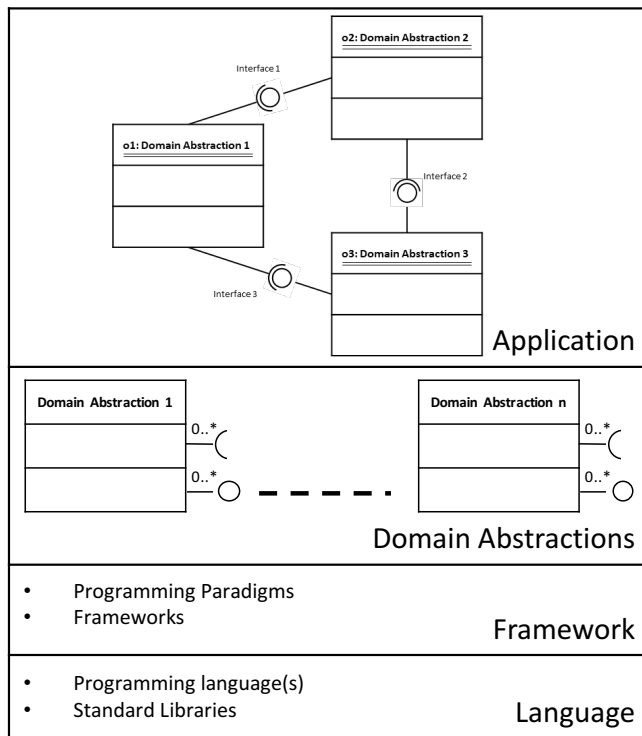 o2: Domain Abstraction 2
Interface 1
o1: Domain Abstraction 1
Interface 2
o3: Domain Abstraction 3
Interface 3
Application
Domain Abstraction 1
Domain Abstraction n
0..*
0..*
0..*
0..*
Domain Abstractions
• Programming Paradigms
• Frameworks
Framework
• Programming language(s)
• Standard Libraries
Language